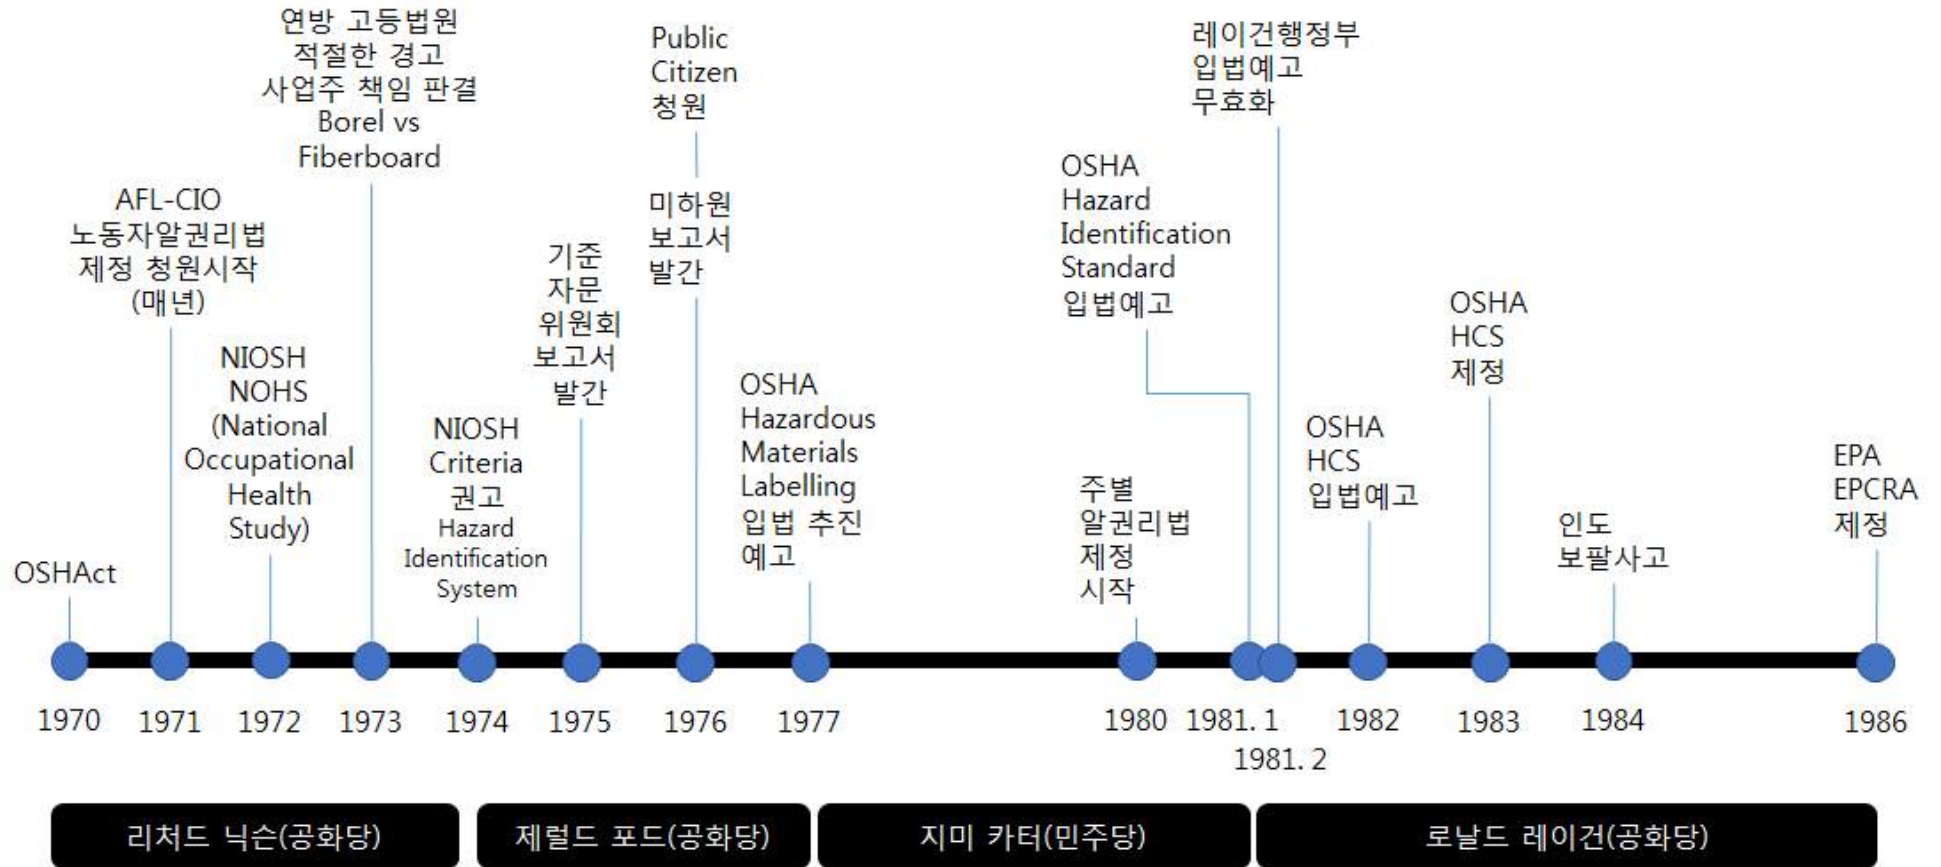 OSHAct
AFL-CIO
노동자알권리법
제정 청원시작
(매년)
NIOSH
NOHS
(National
Occupational
Health
Study)
연방 고등법원
적절한 경고
사업주 책임 판결
Borel vs
Fiberboard
NIOSH
Criteria
권고
Hazard
Identification
System
기준
자문
위원회
보고서
발간
Public
Citizen
청원
미하원
보고서
발간
OSHA
Hazardous
Materials
Labelling
입법 추진
예고
주별
알권리법
제정
시작
OSHA
Hazard
Identification
Standard
입법예고
레이건행정부
입법예고
무효화
OSHA
HCS
입법예고
OSHA
HCS
제정
인도
보팔사고
EPA
EPCRA
제정
1970
1971
1972
1973
1974
1975
1976
1977
1980
1981. 1
1981. 2
1982
1983
1984
1986
리처드 닉슨(공화당)
제럴드 포드(공화당)
지미 카터(민주당)
로날드 레이건(공화당)